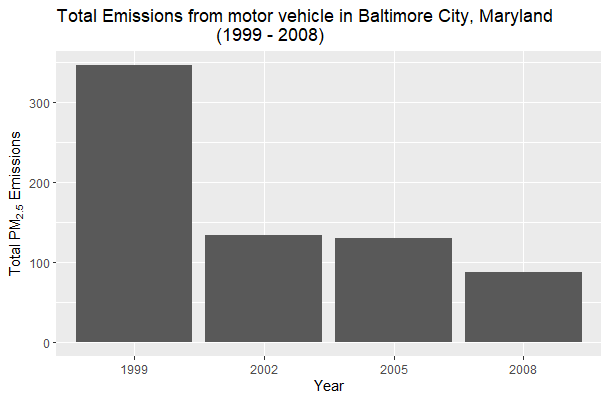 Total Emissions from motor vehicle in Baltimore City, Maryland
(1999 - 2008)
Total PM2.5 Emissions
300
200
100
0
1999 2002 2005 2008
Year